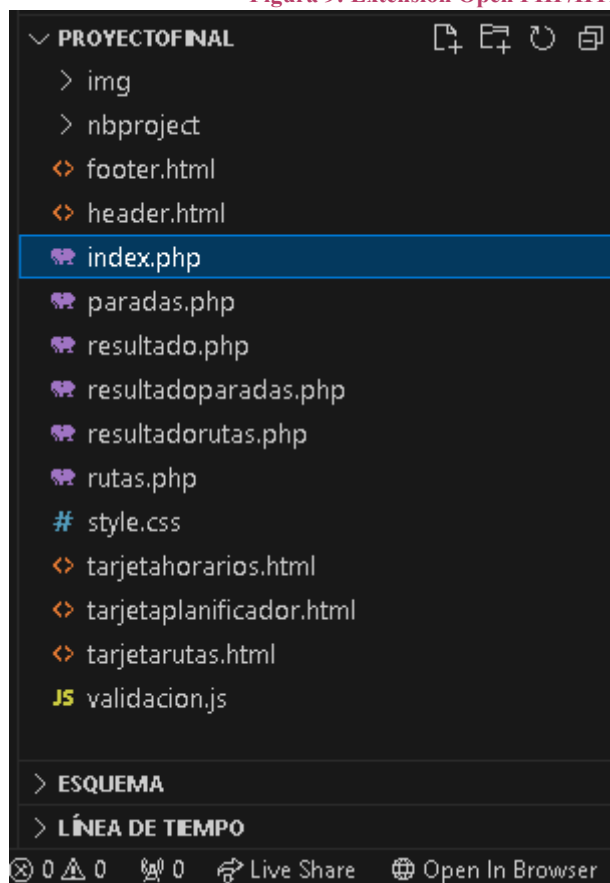 PROYECTOFINAL
img
nbproject
footer.html
header.html
index.php
paradas.php
resultado.php
resultadoparadas.php
resultadorutas.php
rutas.php
# style.css
tarjetahorarios.html
tarjetaplanificador.html
tarjetarutas.html
JS validacion.js
ESQUEMA
LÍNEA DE TIEMPO
0 0 0 Live Share Open In Browser